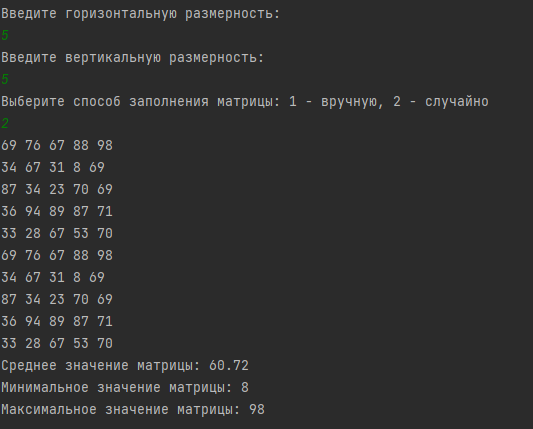 Введите горизонтальную размерность:
5
Введите вертикальную размерность:
5
Выберите способ заполнения матрицы: 1 - вручную, 2 - случайно
2
69 76 67 88 98
34 67 31 8 69
87 34 23 70 69
36 94 89 87 71
33 28 67 53 70
69 76 67 88 98
34 67 31 8 69
87 34 23 70 69
36 94 89 87 71
33 28 67 53 70
Среднее значение матрицы: 60.72
Минимальное значение матрицы: 8
Максимальное значение матрицы: 98